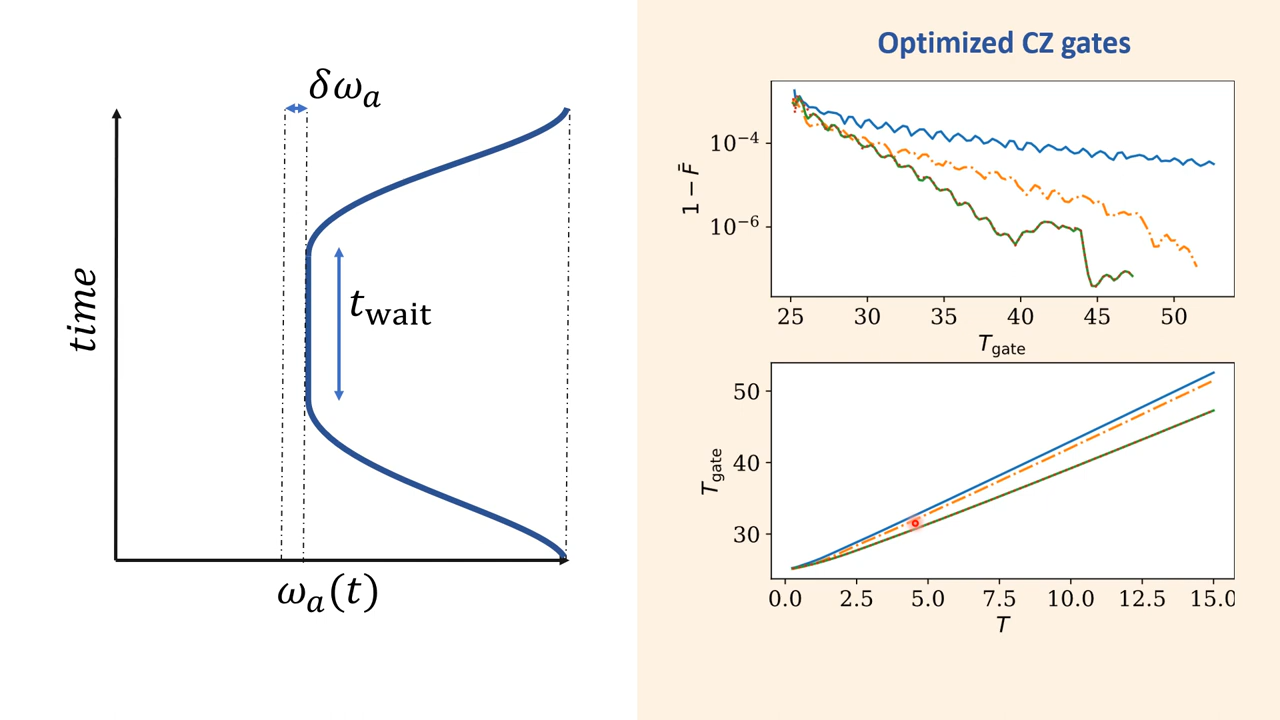 δω_a
time
t_wait
ω_a(t)
Optimized CZ gates
1 − F̄
10⁻⁴
10⁻⁶
25 30 35 40 45 50
T_gate
T_gate
50
40
30
0.0 2.5 5.0 7.5 10.0 12.5 15.0
T